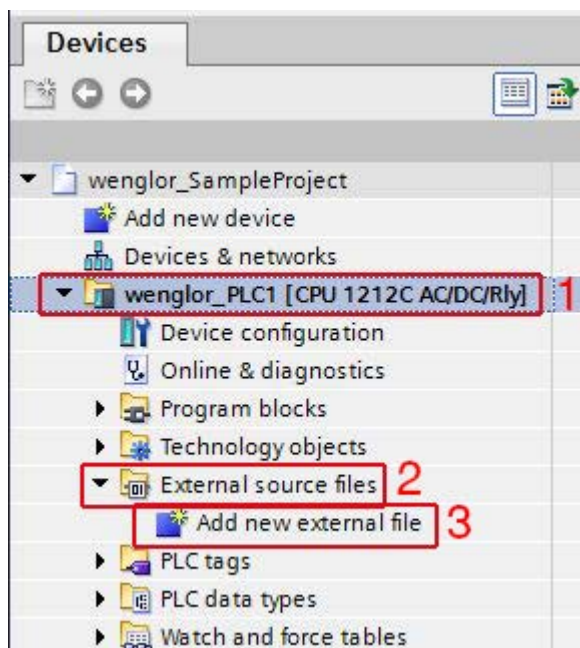 Devices
wenglor_SampleProject
Add new device
Devices & networks
wenglor_PLC1 [CPU 1212C AC/DC/Rly] 1
Device configuration
Online & diagnostics
Program blocks
Technology objects
External source files 2
Add new external file 3
PLC tags
PLC data types
Watch and force tables